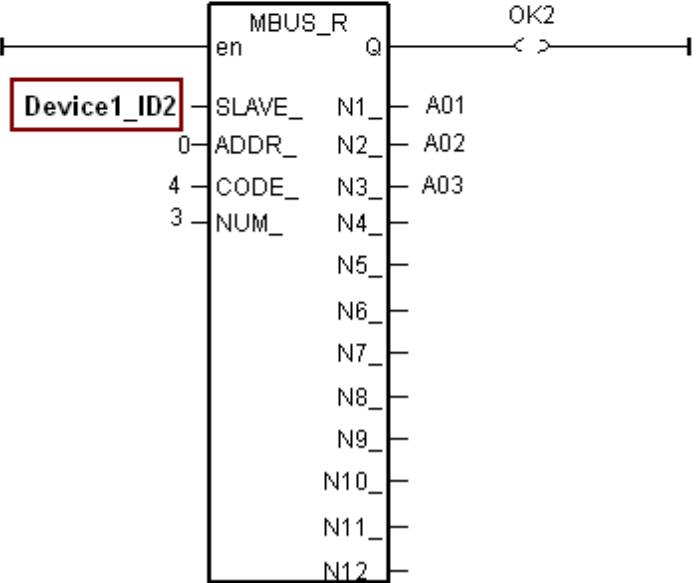 MBUS_R OK2
en Q
Device1_ID2 SLAVE_ N1_ A01
0 ADDR_ N2_ A02
4 CODE_ N3_ A03
3 NUM_ N4_
N5_
N6_
N7_
N8_
N9_
N10_
N11_
N12_